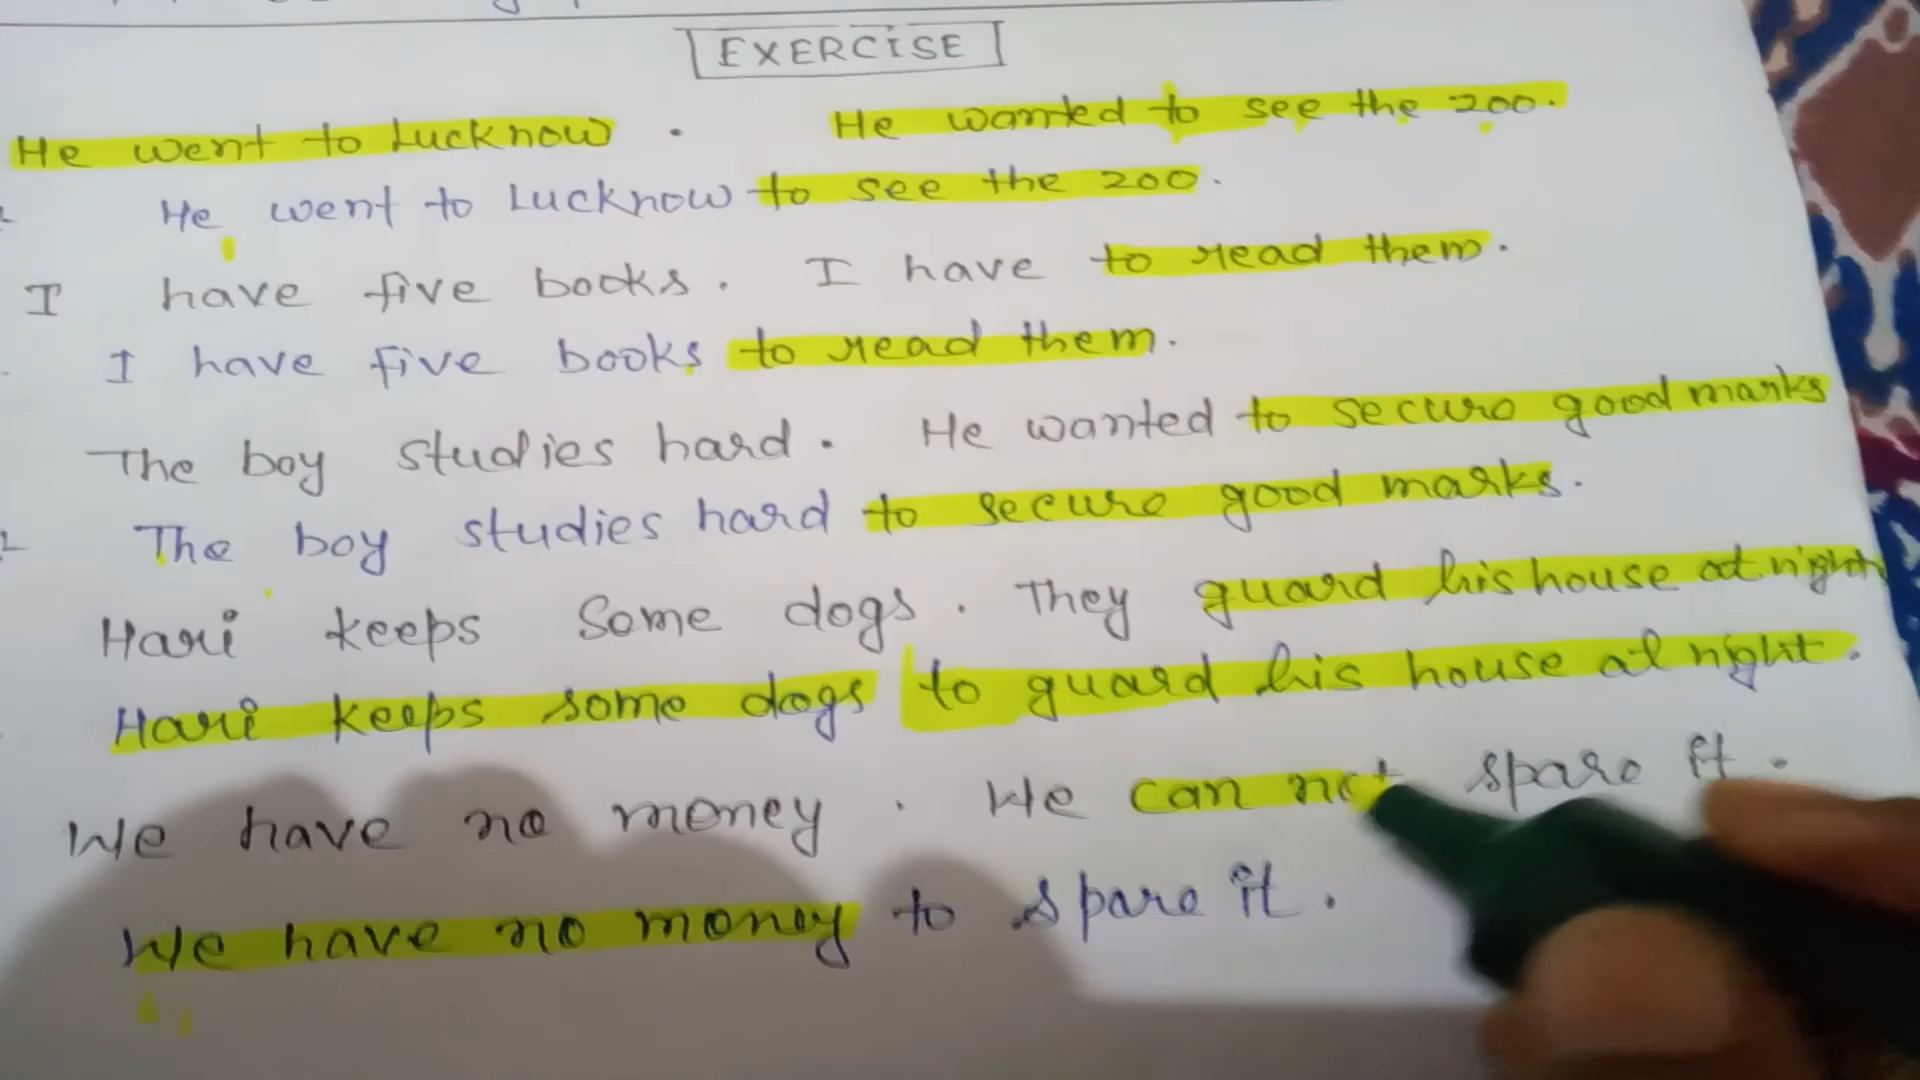 EXERCISE
He went to Lucknow . He wanted to see the zoo.
He went to Lucknow to see the zoo.
I have five books. I have to read them.
I have five books to read them.
The boy studies hard. He wanted to secure good marks
The boy studies hard to secure good marks.
Hari keeps some dogs. They guard his house at night
Hari keeps some dogs to guard his house at night.
We have no money. We can not spare it.
We have no money to spare it.